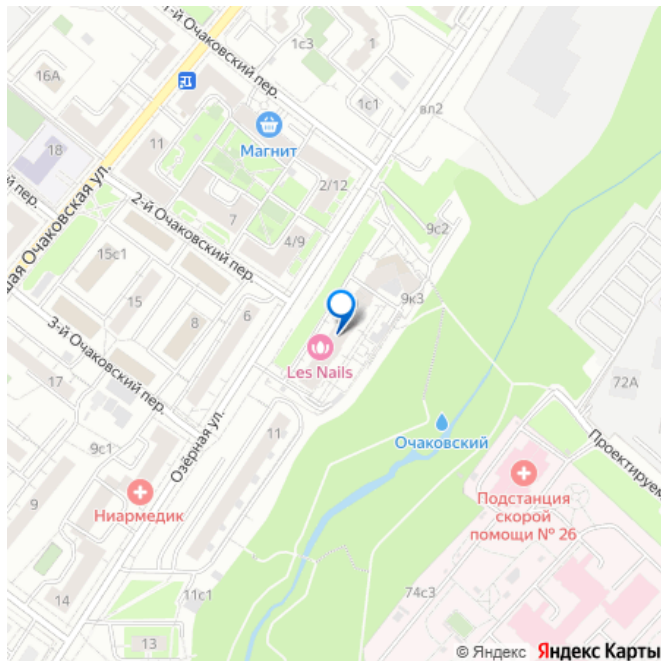 1-й Очаковский пер.
1с3
1
16А
1с1
вл2
Магнит
11
18
2/12
пер.
2-й Очаковский пер.
7
4/9
9с2
шая Очаковская ул.
15с1
15
8
6
9к3
3-й Очаковский пер.
Les Nails
17
72А
Озёрная ул.
11
Очаковский
9с1
Проектируем
9
Ниармедик
Подстанция
скорой
помощи № 26
14
11с1
74с3
13
© Яндекс Яндекс Карты